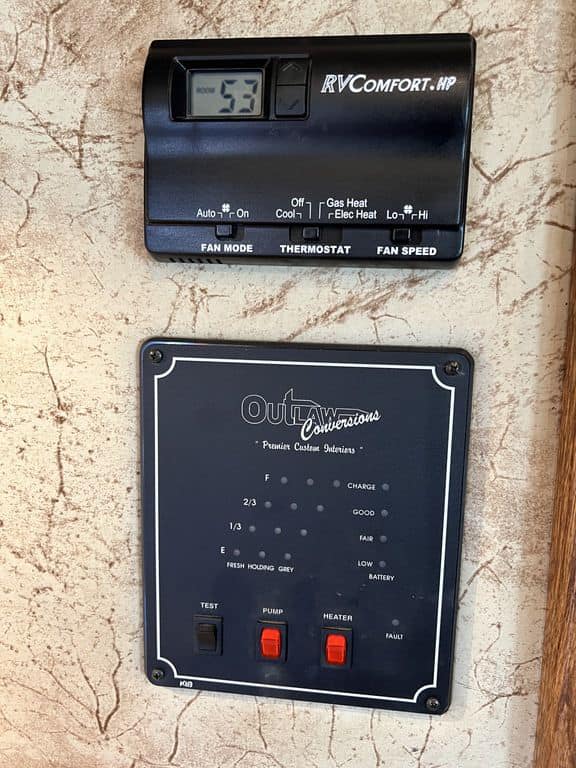 ROOM 53
RVCOMFORT.HP
Off Gas Heat
Auto On Cool Elec Heat Lo Hi
FAN MODE THERMOSTAT FAN SPEED
OUTLAW
Conversions
" Premier Custom Interiors "
F CHARGE
2/3 GOOD
1/3 FAIR
E LOW
FRESH HOLDING GREY BATTERY
TEST PUMP HEATER
FAULT